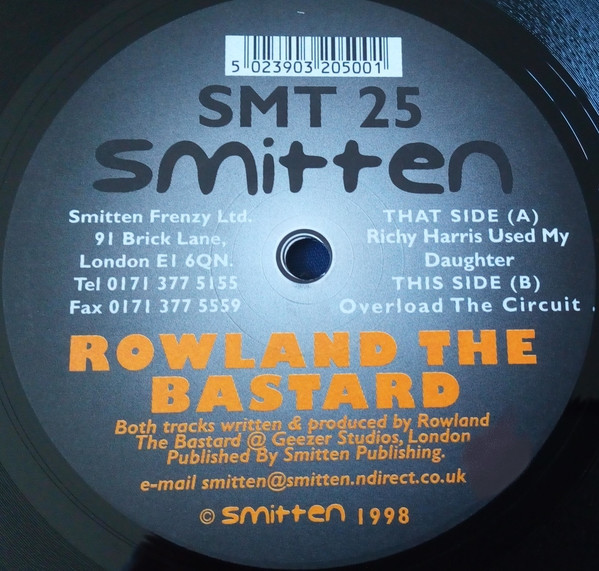 5 023903 205001
SMT 25
smitten
Smitten Frenzy Ltd.
91 Brick Lane,
London E1 6QN.
Tel 0171 377 5155
Fax 0171 377 5559
THAT SIDE (A)
Richy Harris Used My
Daughter
THIS SIDE (B)
Overload The Circuit .
ROWLAND THE
BASTARD
Both tracks written & produced by Rowland
The Bastard @ Geezer Studios, London
Published By Smitten Publishing.
e-mail smitten@smitten.ndirect.co.uk
© smitten 1998